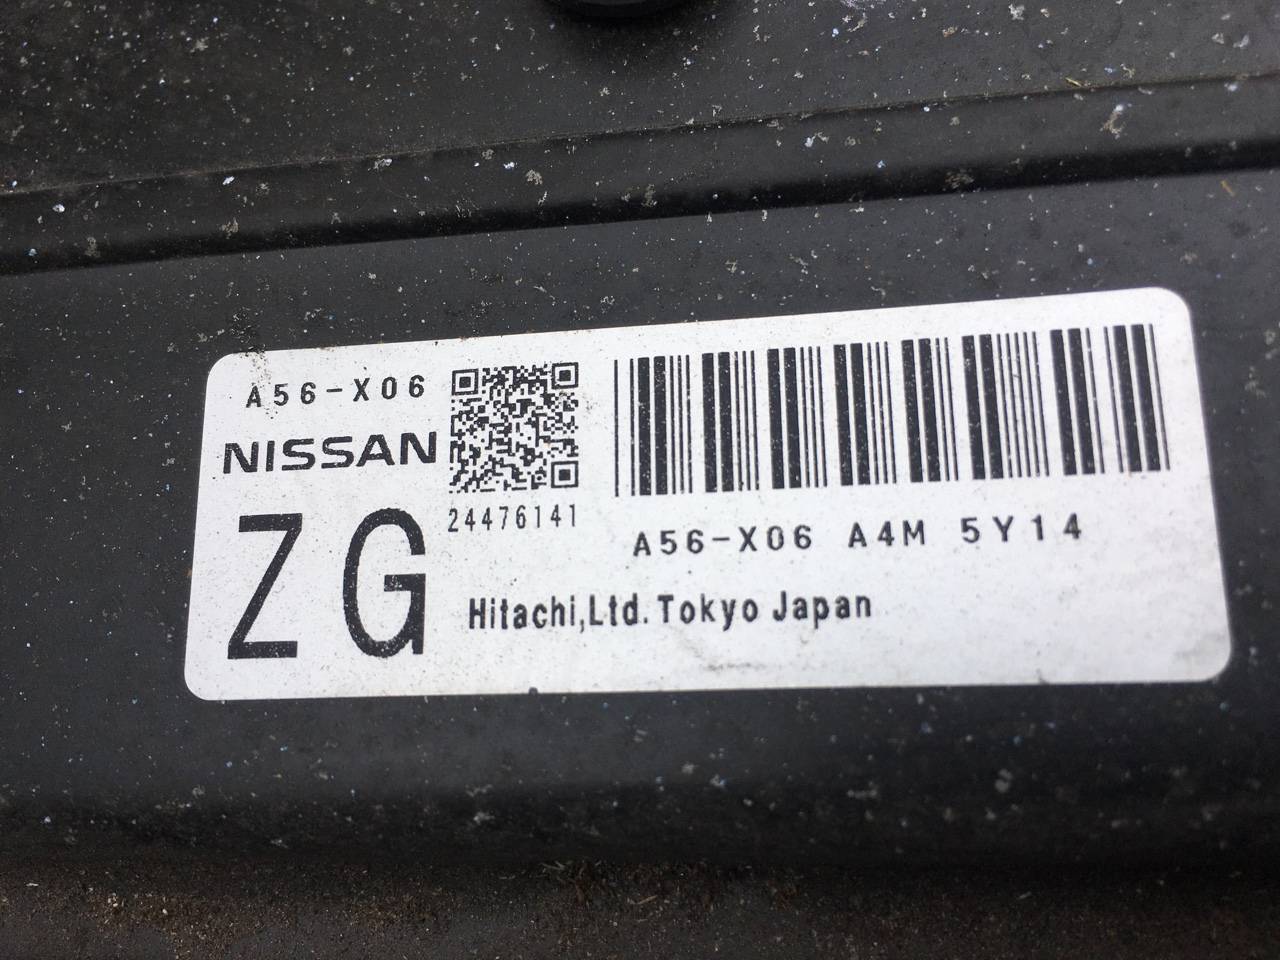 A56-X06
NISSAN
ZG
24476141
A56-X06 A4M 5Y14
Hitachi,Ltd. Tokyo Japan